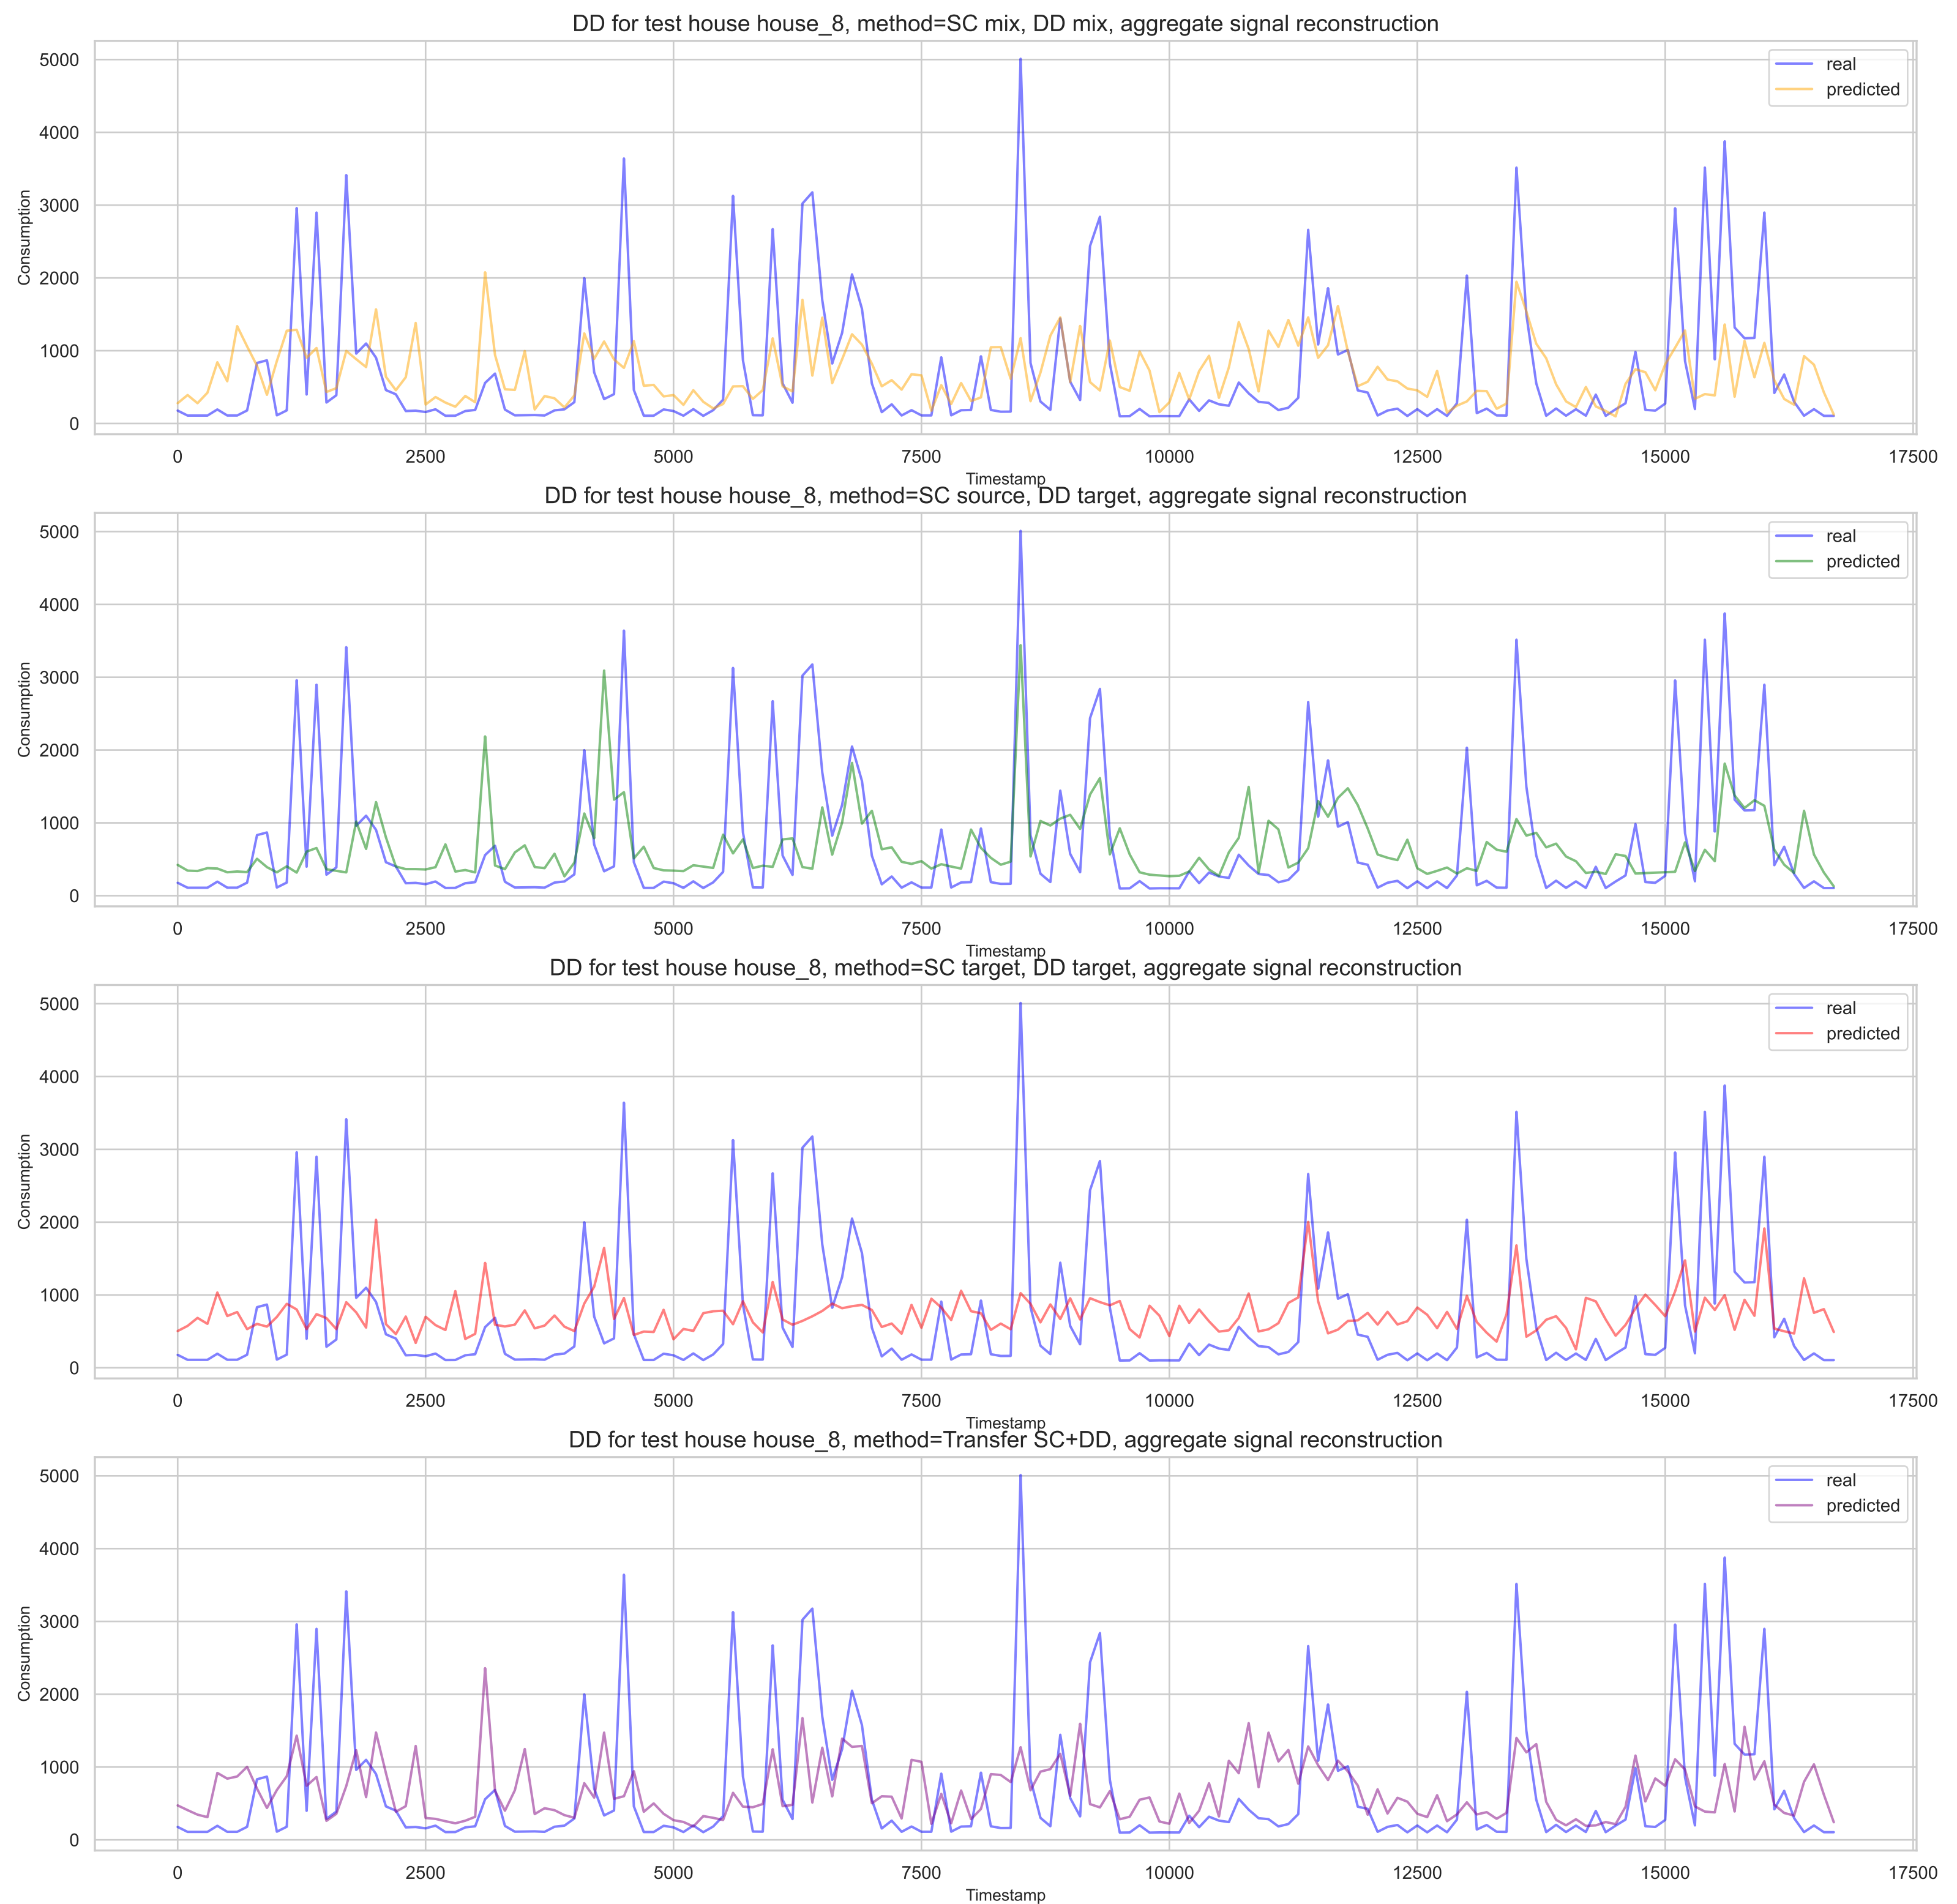 DD for test house house_8, method=SC mix, DD mix, aggregate signal reconstruction
5000
4000
3000
2000
1000
0
Consumption
real
predicted
0 2500 5000 7500 10000 12500 15000 17500
Timestamp
DD for test house house_8, method=SC source, DD target, aggregate signal reconstruction
5000
4000
3000
2000
1000
0
Consumption
real
predicted
0 2500 5000 7500 10000 12500 15000 17500
Timestamp
DD for test house house_8, method=SC target, DD target, aggregate signal reconstruction
5000
4000
3000
2000
1000
0
Consumption
real
predicted
0 2500 5000 7500 10000 12500 15000 17500
Timestamp
DD for test house house_8, method=Transfer SC+DD, aggregate signal reconstruction
5000
4000
3000
2000
1000
0
Consumption
real
predicted
0 2500 5000 7500 10000 12500 15000 17500
Timestamp